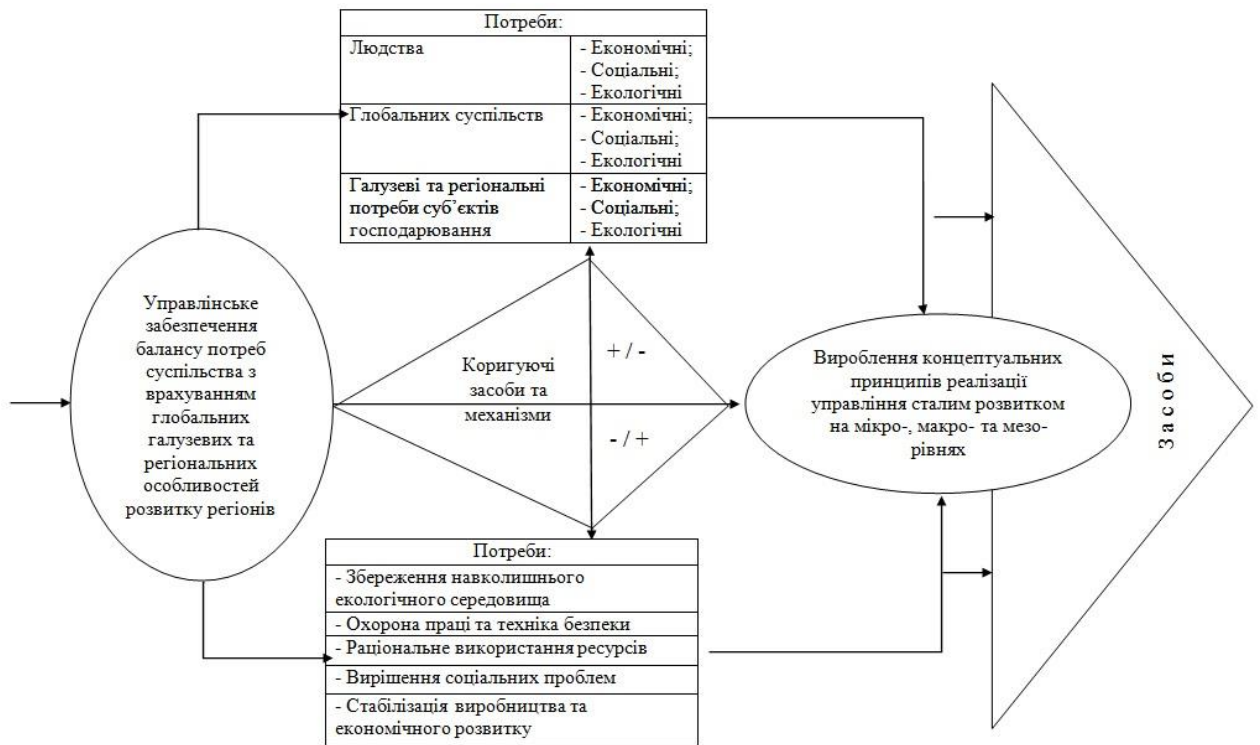 Потреби:
Людства
- Економічні;
- Соціальні;
- Екологічні
Глобальних суспільств
- Економічні;
- Соціальні;
- Екологічні
Галузеві та регіональні
потреби суб’єктів
господарювання
- Економічні;
- Соціальні;
- Екологічні
Управлінське
забезпечення
балансу потреб
суспільства з
врахуванням
глобальних
галузевих та
регіональних
особливостей
розвитку регіонів
Коригуючі
засоби та
механізми
+ / -
- / +
Вироблення концептуальних
принципів реалізації
управління сталим розвитком
на мікро-, макро- та мезо-
рівнях
Засоби
Потреби:
- Збереження навколишнього
екологічного середовища
- Охорона праці та техніка безпеки
- Раціональне використання ресурсів
- Вирішення соціальних проблем
- Стабілізація виробництва та
економічного розвитку